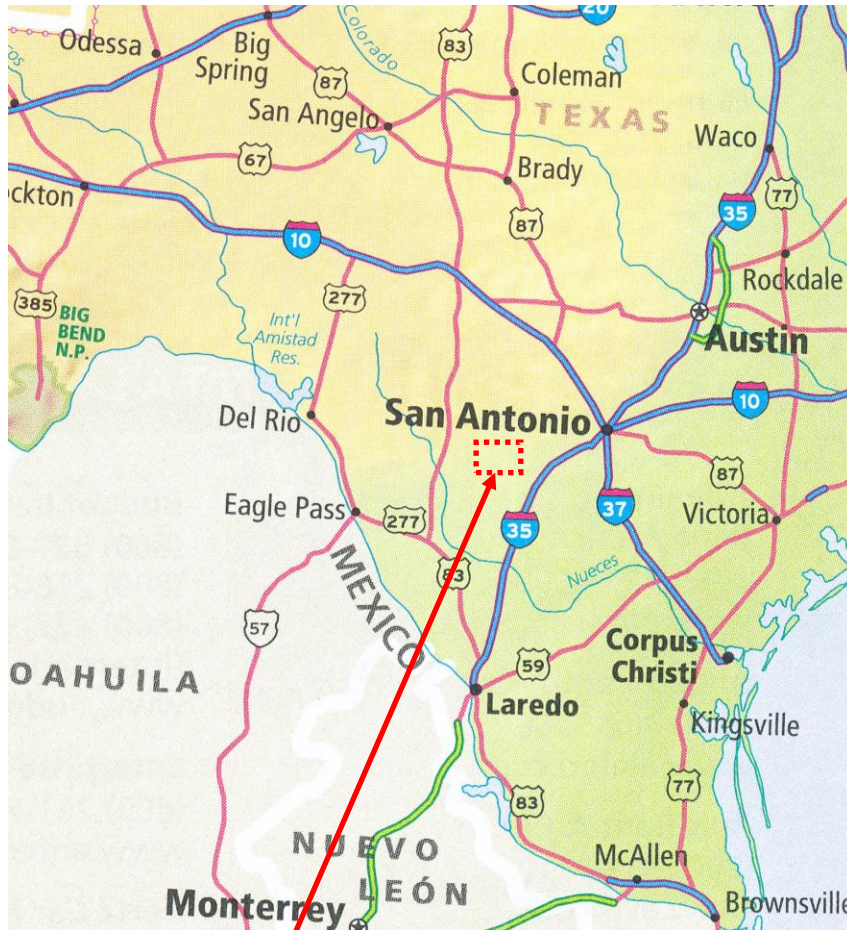 20
Odessa
Big
Spring
83
Colorado
87
Coleman
TEXAS
San Angelo
Waco
67
Brady
ckton
77
35
10
87
385
BIG
BEND
N.P.
277
Rockdale
Int'l
Amistad
Res.
Austin
Del Rio
San Antonio
10
87
Eagle Pass
277
35
37
Victoria
83
Nueces
MEXICO
57
59
Corpus
Christi
OAHUILA
Laredo
Kingsville
77
83
NUEVO
LEÓN
McAllen
Monterrey
Brownsville